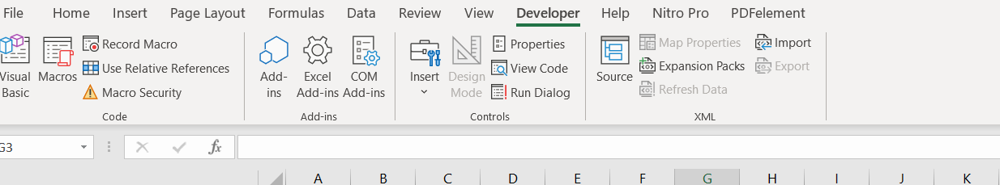 File Home Insert Page Layout Formulas Data Review View Developer Help Nitro Pro PDFelement
Visual Basic
Macros
Record Macro
Use Relative References
Macro Security
Code
Add-
ins
Excel
Add-ins
COM
Add-ins
Add-ins
Insert
Design
Mode
Properties
View Code
Run Dialog
Controls
Source
Map Properties
Expansion Packs
Refresh Data
Import
Export
XML
G3
fx
A B C D E F G H I J K